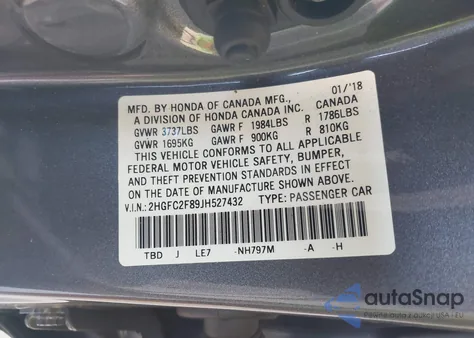 MFD. BY HONDA OF CANADA MFG., 01/'18
A DIVISION OF HONDA CANADA INC. CANADA
GVWR 3737LBS GAWR F 1984LBS R 1786LBS
GVWR 1695KG GAWR F 900KG R 810KG
THIS VEHICLE CONFORMS TO ALL APPLICABLE
FEDERAL MOTOR VEHICLE SAFETY, BUMPER,
AND THEFT PREVENTION STANDARDS IN EFFECT
ON THE DATE OF MANUFACTURE SHOWN ABOVE.
V.I.N.: 2HGFC2F89JH527432 TYPE: PASSENGER CAR
TBD J LE7 -NH797M -A -H
autoSnap